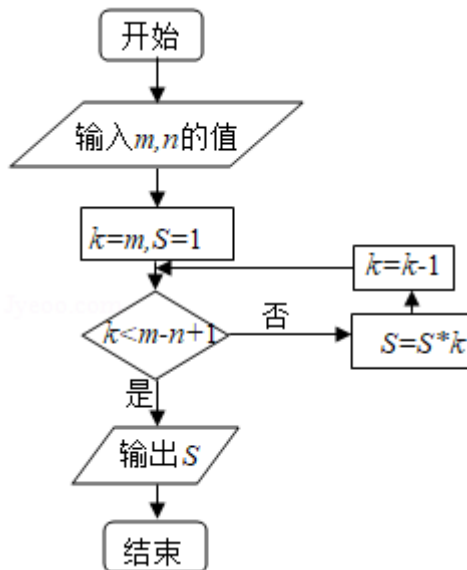 开始
输入m,n的值
k=m,S=1
k=k-1
k<m-n+1
否
S=S*k
是
输出S
结束